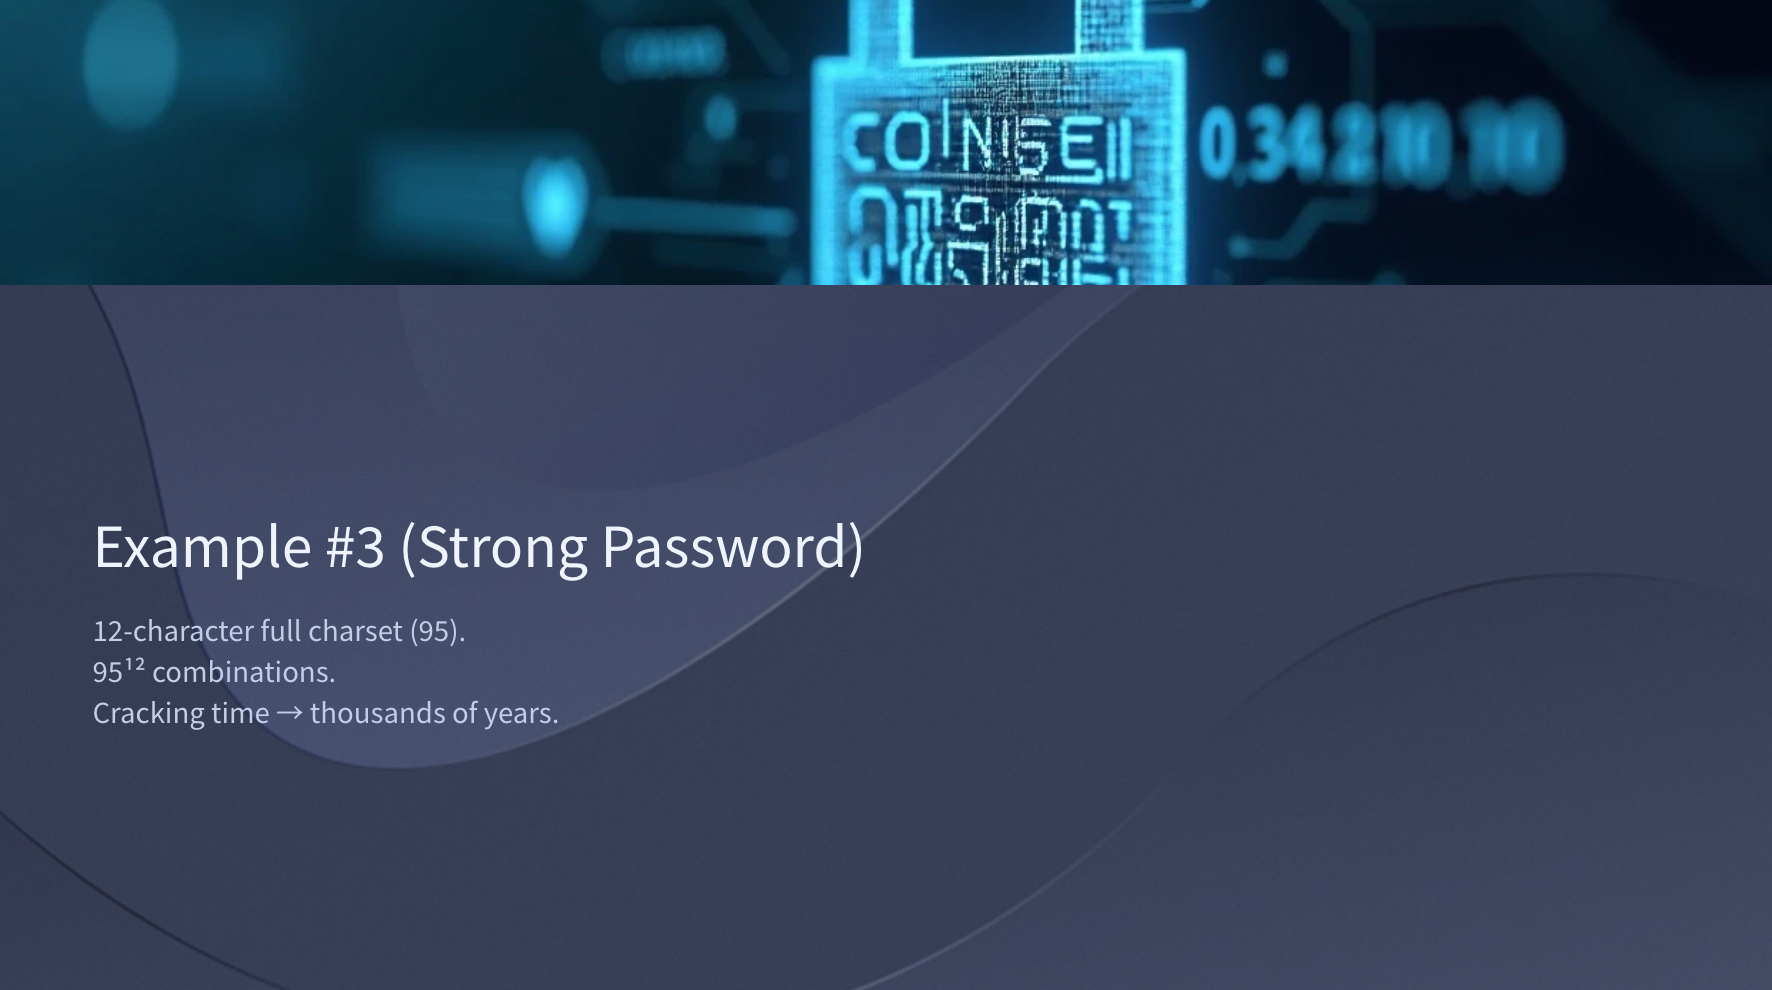 Example #3 (Strong Password)
12-character full charset (95).
95¹² combinations.
Cracking time → thousands of years.